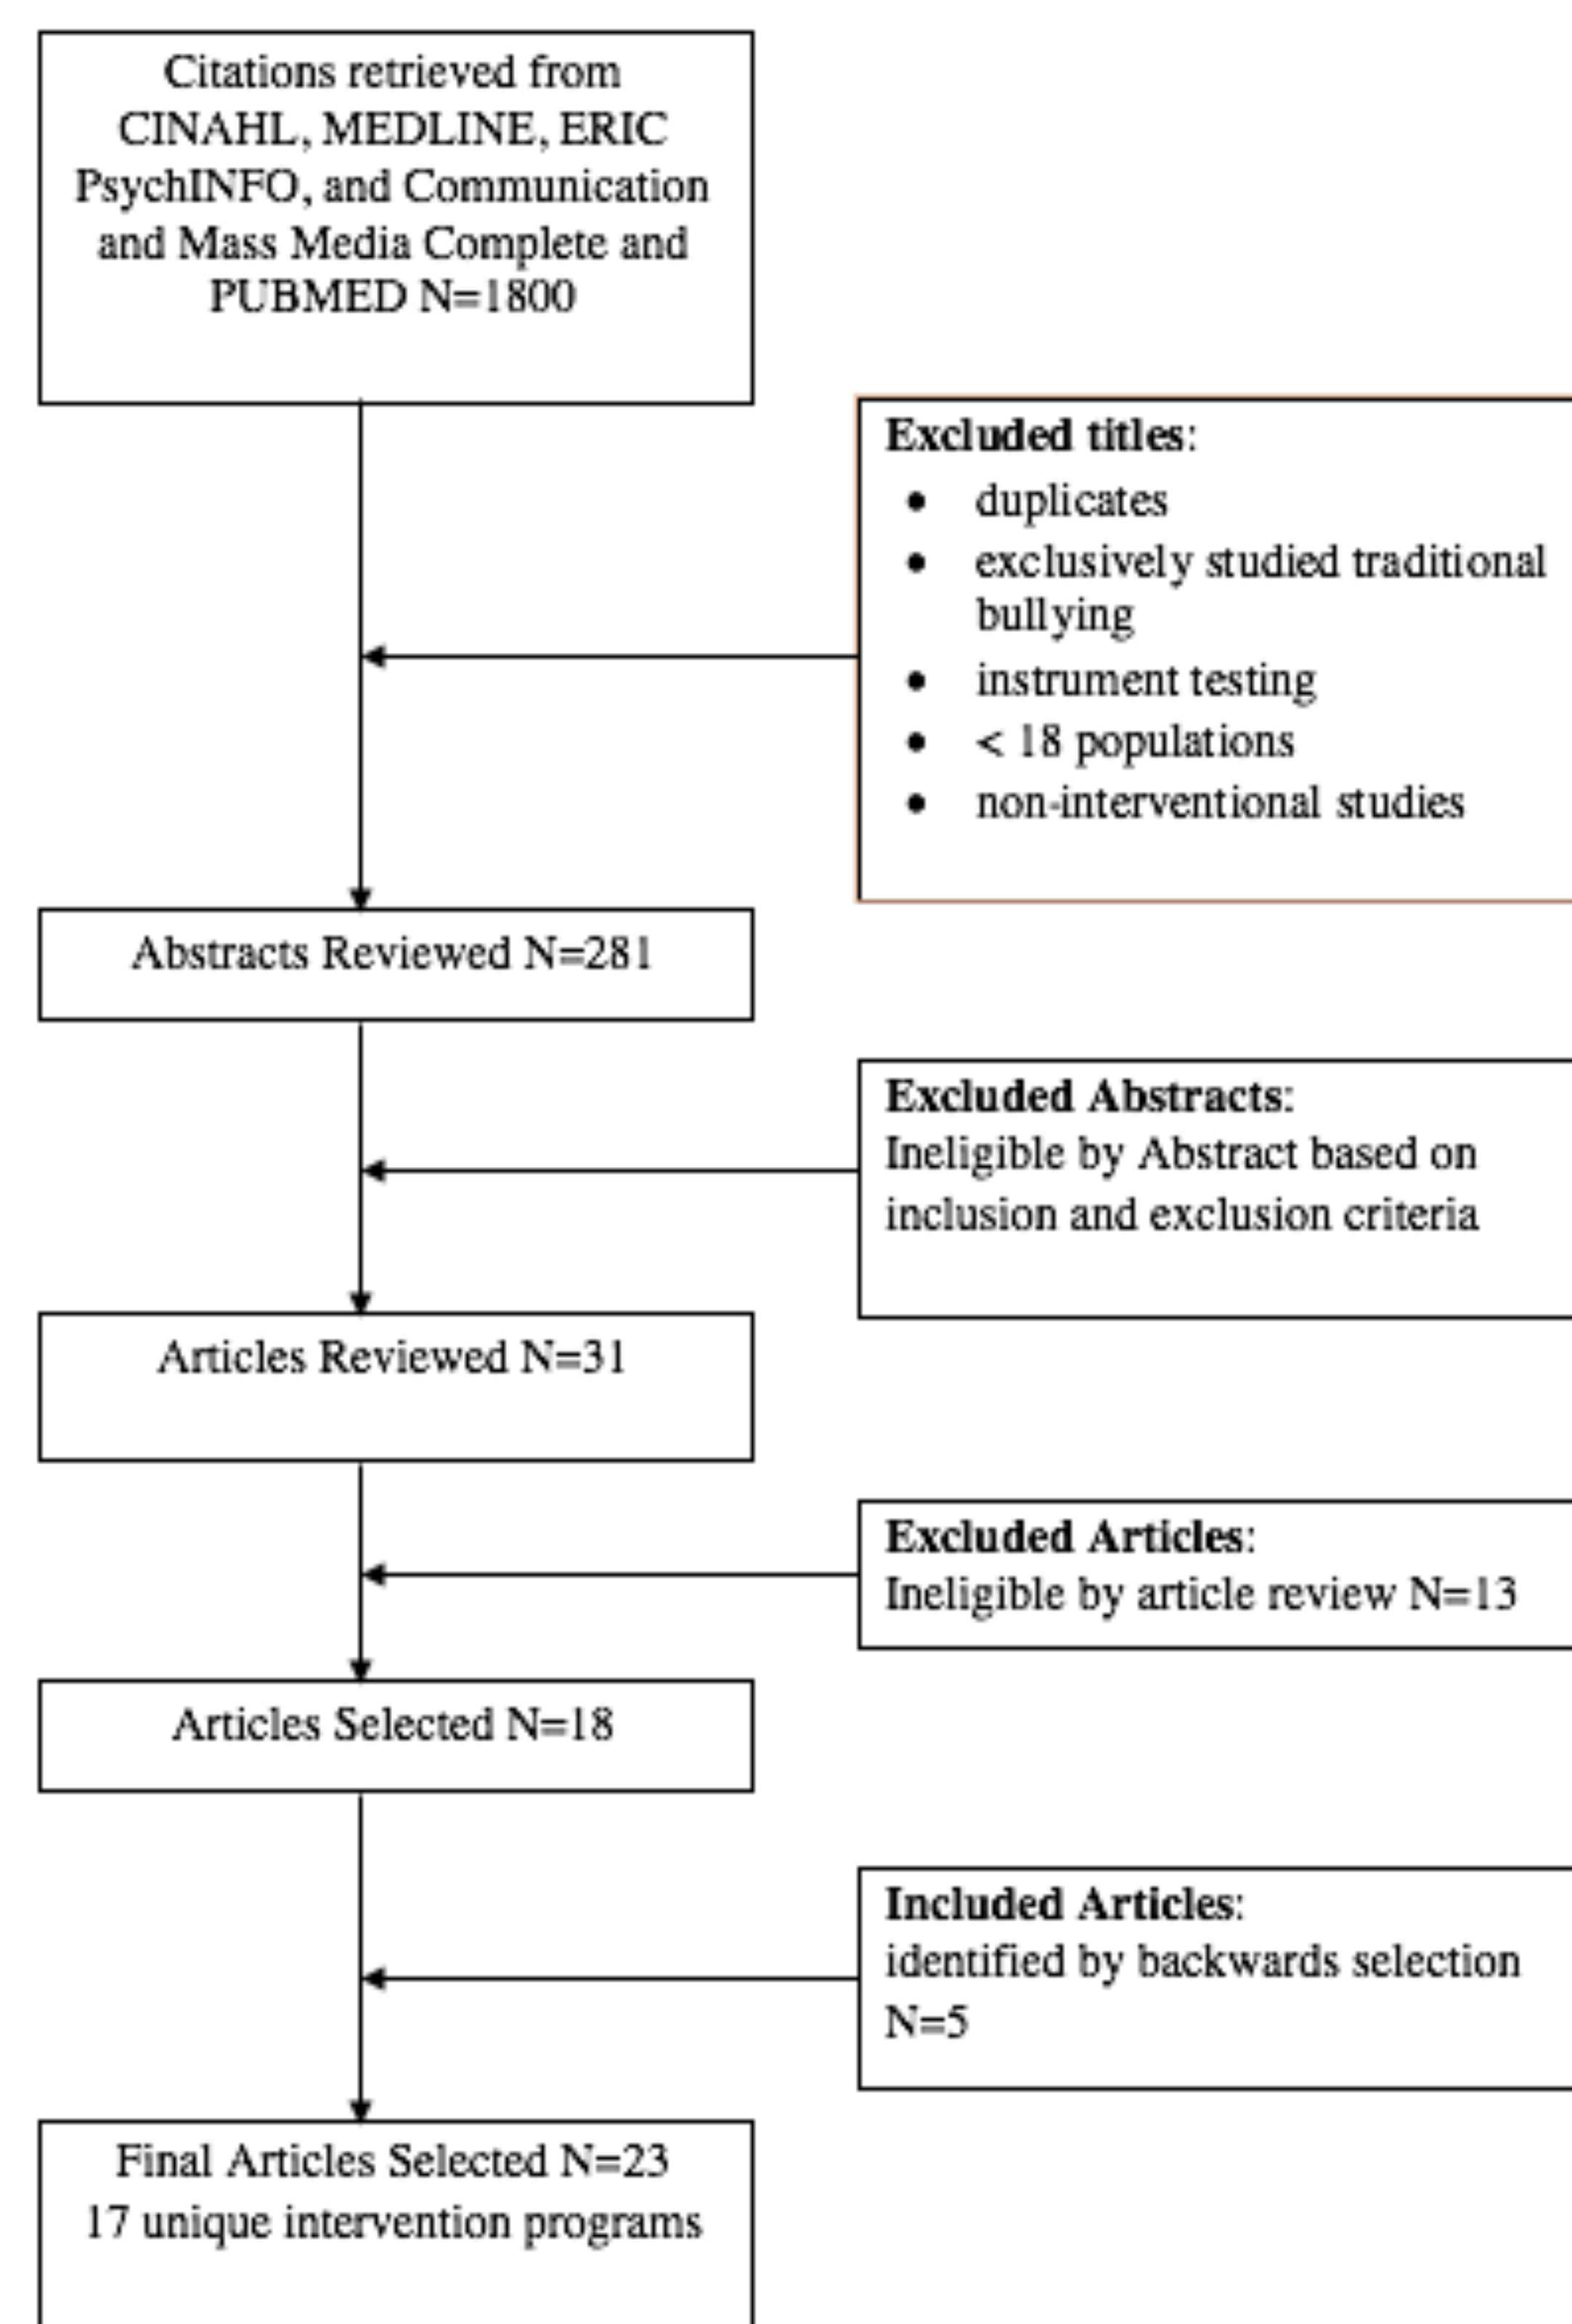 Citations retrieved from
CINAHL, MEDLINE, ERIC
PsychINFO, and Communication
and Mass Media Complete and
PUBMED N=1800
Excluded titles:
• duplicates
• exclusively studied traditional
bullying
• instrument testing
• < 18 populations
• non-interventional studies
Abstracts Reviewed N=281
Excluded Abstracts:
Ineligible by Abstract based on
inclusion and exclusion criteria
Articles Reviewed N=31
Excluded Articles:
Ineligible by article review N=13
Articles Selected N=18
Included Articles:
identified by backwards selection
N=5
Final Articles Selected N=23
17 unique intervention programs